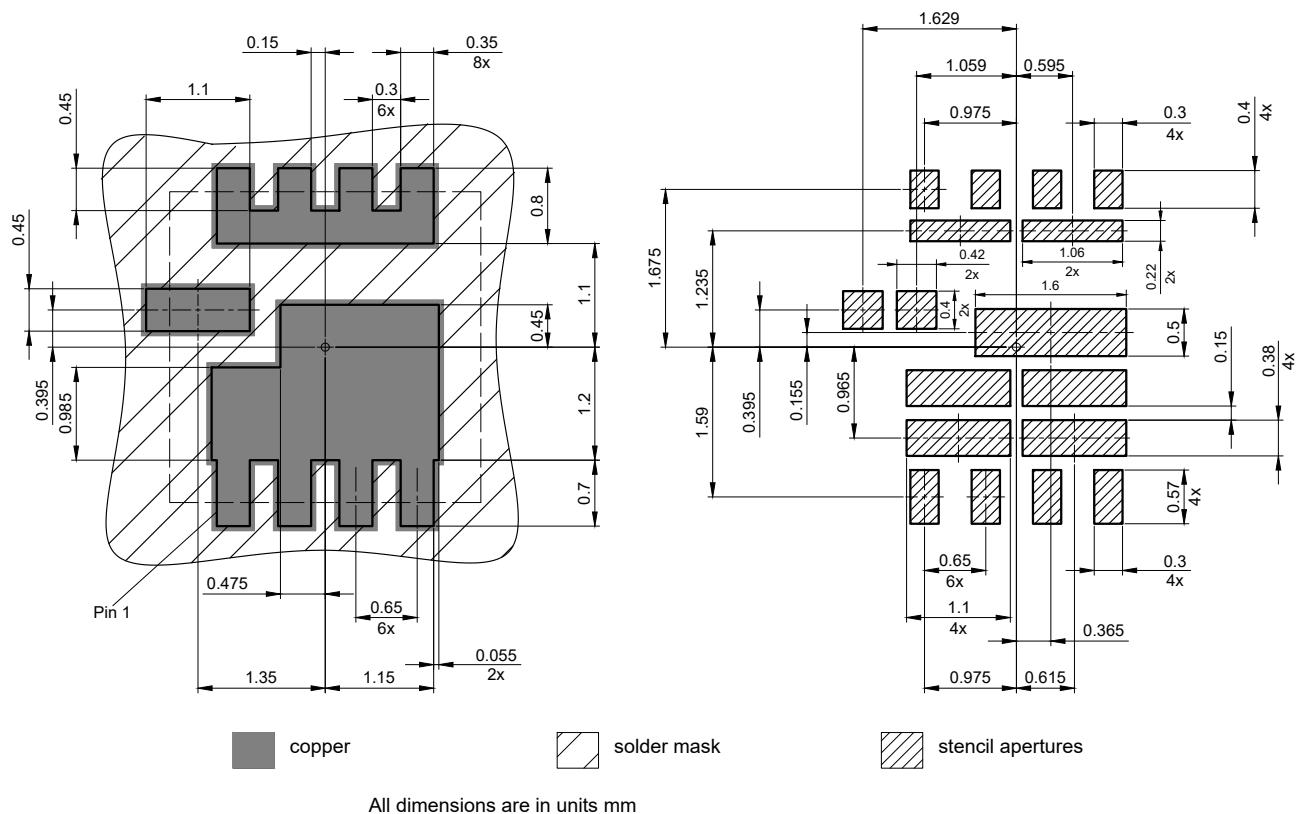 0.15
0.35
8x
1.1
0.3
6x
0.45
0.8
0.45
1.1
0.45
0.395
0.985
1.2
0.7
Pin 1
0.475
0.65
6x
0.055
2x
1.35
1.15
1.629
1.059
0.595
0.975
0.3
4x
0.4
4x
1.675
1.235
0.42
2x
1.06
2x
0.22
2x
0.4
2x
1.6
0.5
0.15
0.38
4x
0.395
0.155
0.965
1.59
0.57
4x
0.65
6x
0.3
4x
1.1
4x
0.365
0.975
0.615
copper
solder mask
stencil apertures
All dimensions are in units mm